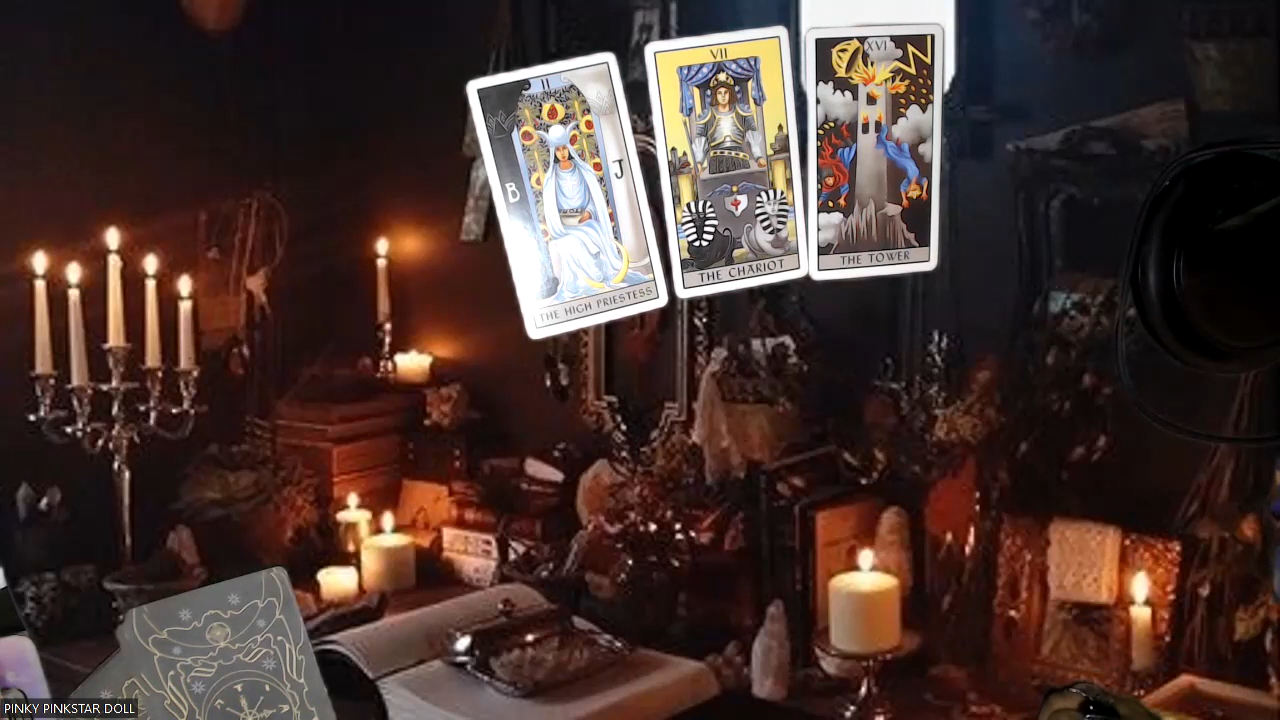 II
B
J
THE HIGH PRIESTESS
VII
THE CHARIOT
XVI
THE TOWER
PINKY PINKSTAR DOLL